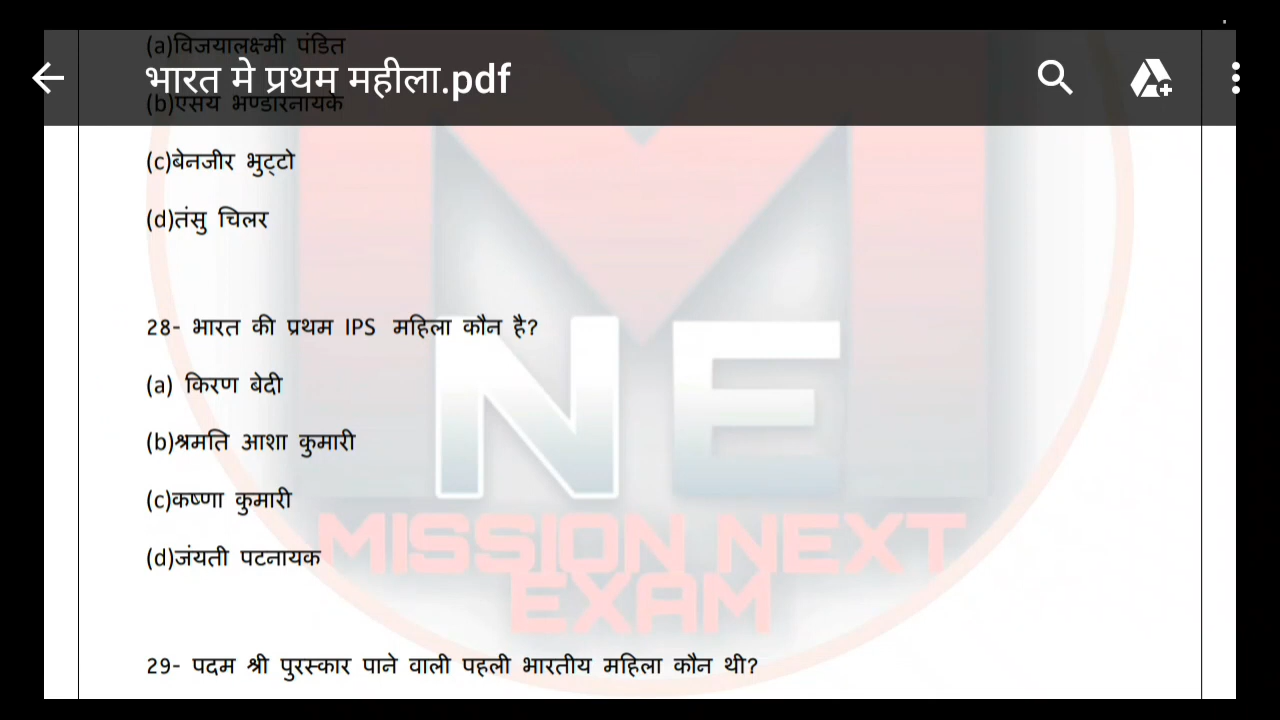 (a)विजयालक्ष्मी पंडित
भारत मे प्रथम महीला.pdf
(b)एसय भण्डारनायके
(c)बेनजीर भुट्टो
(d)तंसु चिलर
28- भारत की प्रथम IPS महिला कौन है?
(a) किरण बेदी
(b)श्रमति आशा कुमारी
(c)कष्णा कुमारी
(d)जंयती पटनायक
29- पदम श्री पुरस्कार पाने वाली पहली भारतीय महिला कौन थी?
NE
MISSION NEXT
EXAM